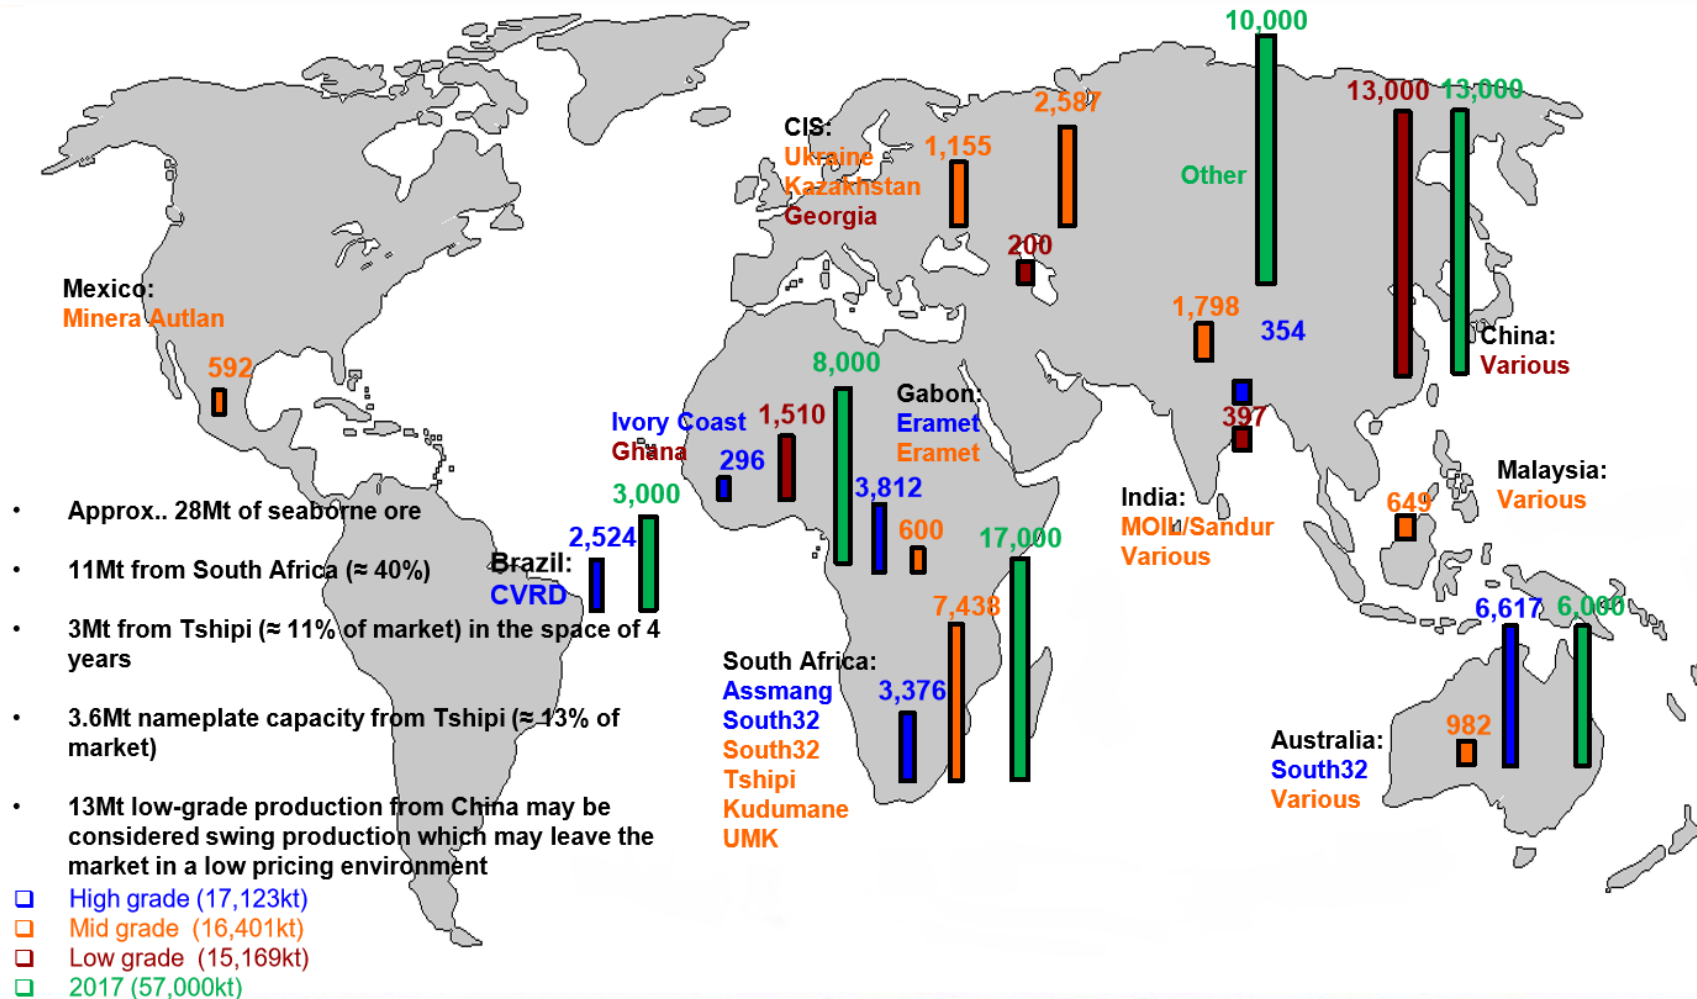 10,000
13,000
13,000
2,587
CIS:
Ukraine
Kazakhstan
Georgia
1,155
Other
200
Mexico:
Minera Autlan
592
1,798
354
China:
Various
8,000
Gabon:
Eramet
Eramet
Ivory Coast
Ghana
1,510
397
296
3,000
3,812
600
17,000
India:
MOIL/Sandur
Various
Malaysia:
Various
649
2,524
Brazil:
CVRD
7,438
6,617
6,000
South Africa:
Assmang
South32
South32
Tshipi
Kudumane
UMK
3,376
982
Australia:
South32
Various
• Approx.. 28Mt of seaborne ore
• 11Mt from South Africa (≈ 40%)
• 3Mt from Tshipi (≈ 11% of market) in the space of 4
years
• 3.6Mt nameplate capacity from Tshipi (≈ 13% of
market)
• 13Mt low-grade production from China may be
considered swing production which may leave the
market in a low pricing environment
❑ High grade (17,123kt)
❑ Mid grade (16,401kt)
❑ Low grade (15,169kt)
❑ 2017 (57,000kt)